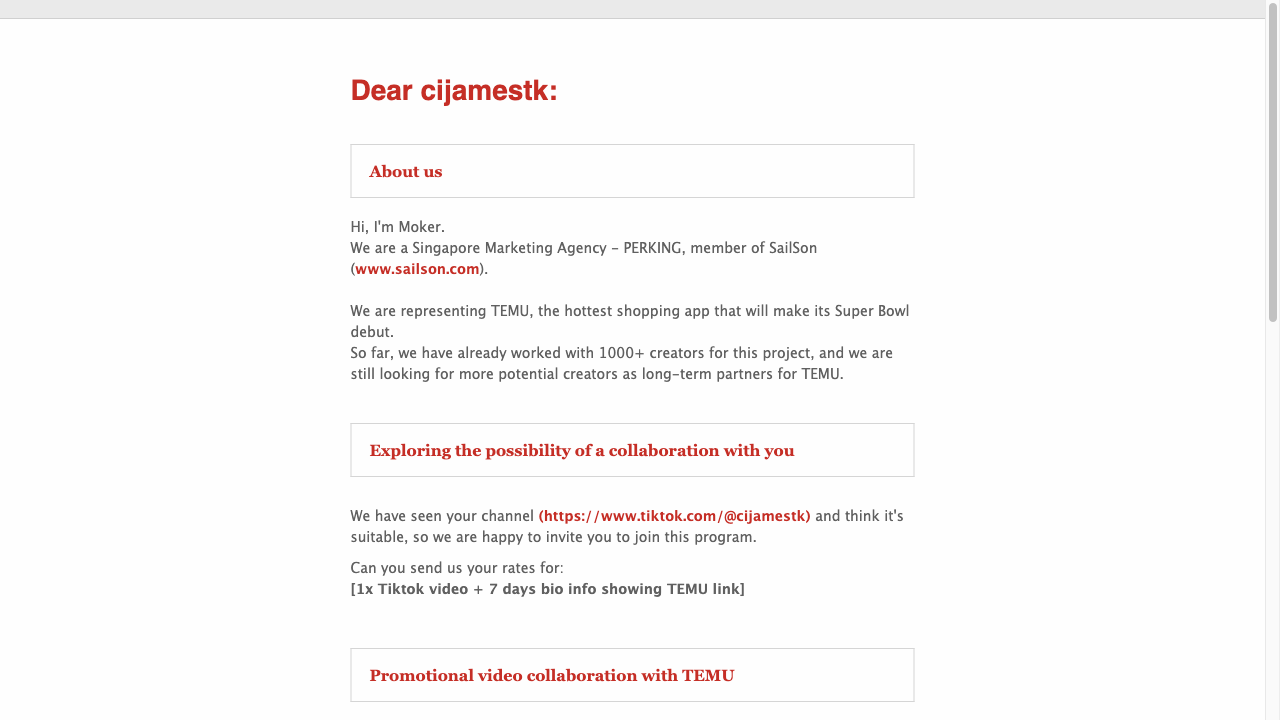 Dear cijamestk:
About us
Hi, I'm Moker.
We are a Singapore Marketing Agency - PERKING, member of SailSon
(www.sailson.com).
We are representing TEMU, the hottest shopping app that will make its Super Bowl
debut.
So far, we have already worked with 1000+ creators for this project, and we are
still looking for more potential creators as long-term partners for TEMU.
Exploring the possibility of a collaboration with you
We have seen your channel (https://www.tiktok.com/@cijamestk) and think it's
suitable, so we are happy to invite you to join this program.
Can you send us your rates for:
[1x Tiktok video + 7 days bio info showing TEMU link]
Promotional video collaboration with TEMU